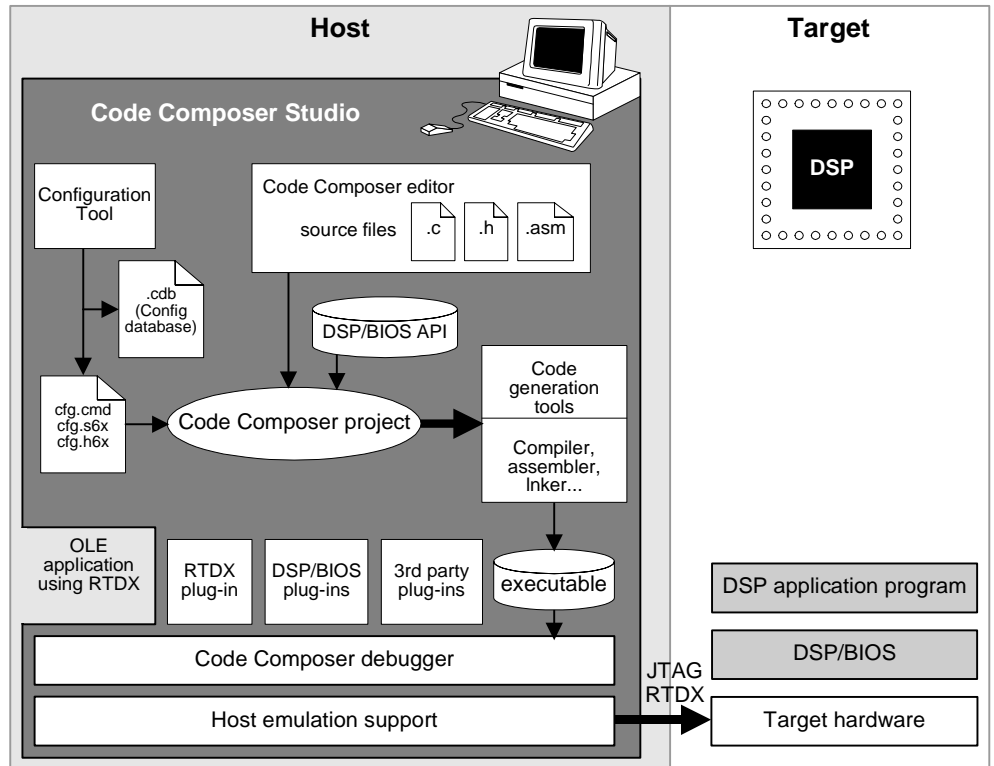 Host
Target
Code Composer Studio
DSP
Configuration
Tool
Code Composer editor
source files
.c
.h
.asm
.cdb
(Config
database)
DSP/BIOS API
Code
generation
tools
cfg.cmd
cfg.s6x
cfg.h6x
Code Composer project
Compiler,
assembler,
lnker...
OLE
application
using RTDX
RTDX
plug-in
DSP/BIOS
plug-ins
3rd party
plug-ins
executable
DSP application program
Code Composer debugger
DSP/BIOS
JTAG
RTDX
Host emulation support
Target hardware